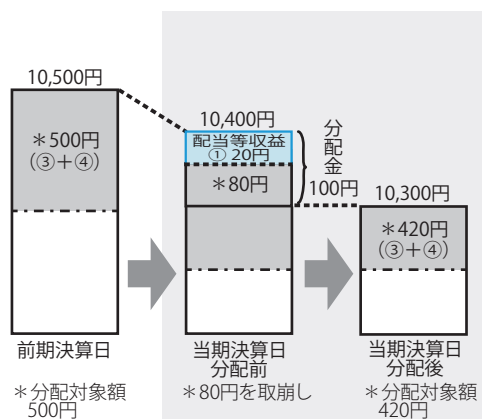 10,500円
＊500円
(③＋④)
前期決算日
＊分配対象額
500円
10,400円
配当等収益
① 20円
＊80円
分配金
100円
当期決算日
分配前
＊80円を取崩し
10,300円
＊420円
(③＋④)
当期決算日
分配後
＊分配対象額
420円